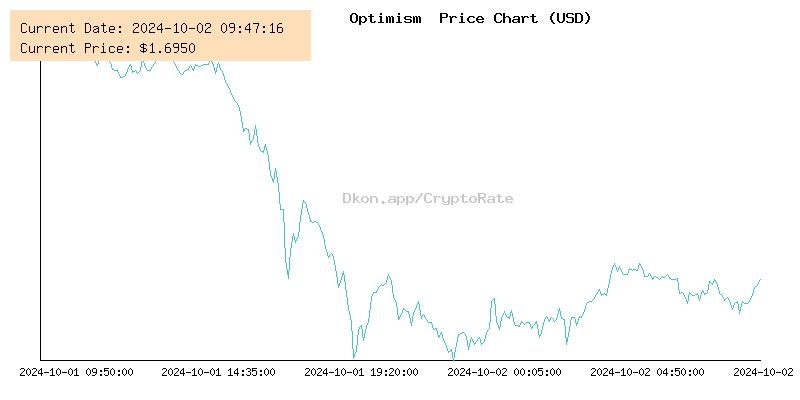 Optimism  Price Chart (USD)
Current Date: 2024-10-02 09:47:16
Current Price: $1.6950
Dkon.app/CryptoRate
2024-10-01 09:50:00 2024-10-01 14:35:00 2024-10-01 19:20:00 2024-10-02 00:05:00 2024-10-02 04:50:00 2024-10-02